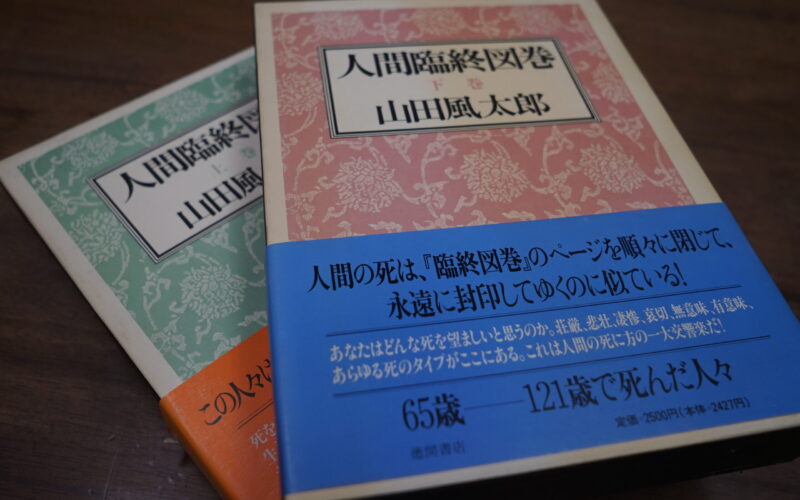 人間臨終図巻
下巻
山田風太郎
人間の死は、『臨終図巻』のページを順々に閉じて、
永遠に封印してゆくのに似ている!
あなたはどんな死を望ましいと思うのか。荘厳、悲壮、凄惨、哀切、無意味、有意味、
あらゆる死のタイプがここにある。これは人間の死に方の一大交響楽だ!
65歳——121歳で死んだ人々
定価=2500円(本体=2427円)
徳間書店
人間臨終図
上巻
山田風
この人々は
死を
生